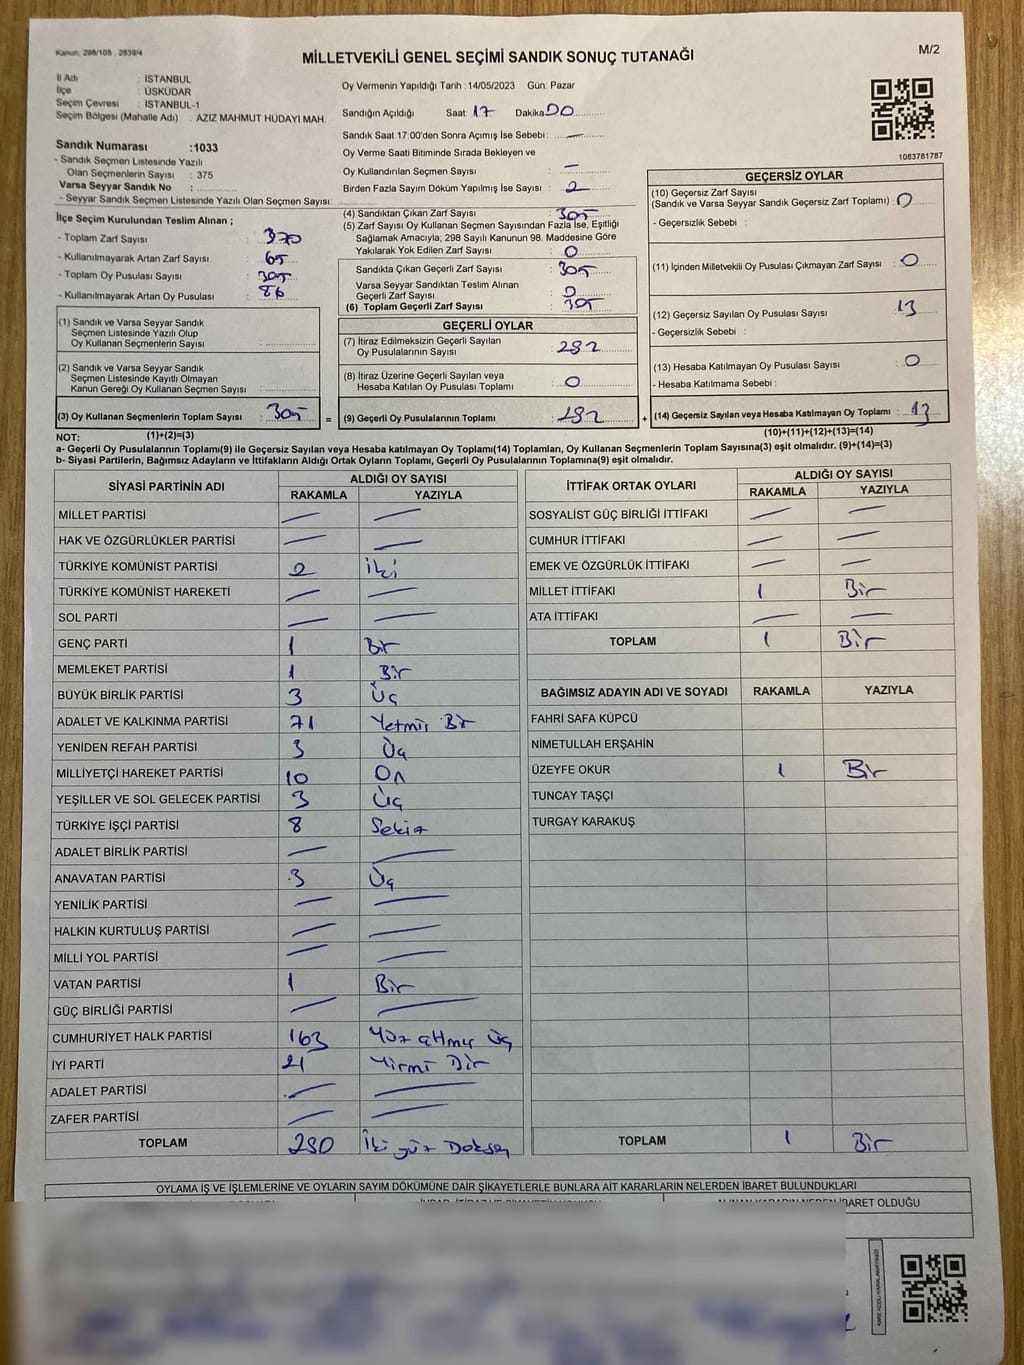 Kanun: 298/105 , 2839/4
MİLLETVEKİLİ GENEL SEÇİMİ SANDIK SONUÇ TUTANAĞI
M/2
İl Adı : İSTANBUL
İlçe : ÜSKÜDAR
Seçim Çevresi : İSTANBUL-1
Seçim Bölgesi (Mahalle Adı) : AZİZ MAHMUT HÜDAYİ MAH.
Sandık Numarası :1033
- Sandık Seçmen Listesinde Yazılı
Olan Seçmenlerin Sayısı : 375
Varsa Seyyar Sandık No :
- Seyyar Sandık Seçmen Listesinde Yazılı Olan Seçmen Sayısı:
Oy Vermenin Yapıldığı Tarih : 14/05/2023 Gün: Pazar
Sandığın Açıldığı Saat: 17 Dakika: 00
Sandık Saat 17:00'den Sonra Açımış İse Sebebi : —
Oy Verme Saati Bitiminde Sırada Bekleyen ve
Oy Kullandırılan Seçmen Sayısı : —
Birden Fazla Sayım Döküm Yapılmış İse Sayısı : 2
1083781787
İlçe Seçim Kurulundan Teslim Alınan ;
- Toplam Zarf Sayısı : 370
- Kullanılmayarak Artan Zarf Sayısı : 65
- Toplam Oy Pusulası Sayısı : 305
- Kullanılmayarak Artan Oy Pusulası : 86
(4) Sandıktan Çıkan Zarf Sayısı : 305
(5) Zarf Sayısı Oy Kullanan Seçmen Sayısından Fazla İse, Eşitliği
Sağlamak Amacıyla; 298 Sayılı Kanunun 98. Maddesine Göre
Yakılarak Yok Edilen Zarf Sayısı : 0
Sandıkta Çıkan Geçerli Zarf Sayısı : 305
Varsa Seyyar Sandıktan Teslim Alınan
Geçerli Zarf Sayısı : 0
(6) Toplam Geçerli Zarf Sayısı : 305
GEÇERSİZ OYLAR
(10) Geçersiz Zarf Sayısı
(Sandık ve Varsa Seyyar Sandık Geçersiz Zarf Toplamı) : 0
- Geçersizlik Sebebi :
(11) İçinden Milletvekili Oy Pusulası Çıkmayan Zarf Sayısı : 0
(12) Geçersiz Sayılan Oy Pusulası Sayısı : 13
- Geçersizlik Sebebi :
(13) Hesaba Katılmayan Oy Pusulası Sayısı : 0
- Hesaba Katılmama Sebebi :
(1) Sandık ve Varsa Seyyar Sandık
Seçmen Listesinde Yazılı Olup
Oy Kullanan Seçmenlerin Sayısı :
(2) Sandık ve Varsa Seyyar Sandık
Seçmen Listesinde Kayıtlı Olmayan
Kanun Gereği Oy Kullanan Seçmen Sayısı :
GEÇERLİ OYLAR
(7) İtiraz Edilmeksizin Geçerli Sayılan
Oy Pusulalarının Sayısı : 292
(8) İtiraz Üzerine Geçerli Sayılan veya
Hesaba Katılan Oy Pusulası Toplamı : 0
(3) Oy Kullanan Seçmenlerin Toplam Sayısı : 305 = (9) Geçerli Oy Pusulalarının Toplamı : 292 + (14) Geçersiz Sayılan veya Hesaba Katılmayan Oy Toplamı : 13
NOT: (1)+(2)=(3) (10)+(11)+(12)+(13)=(14)
a- Geçerli Oy Pusulalarının Toplamı(9) ile Geçersiz Sayılan veya Hesaba katılmayan Oy Toplamı(14) Toplamları, Oy Kullanan Seçmenlerin Toplam Sayısına(3) eşit olmalıdır. (9)+(14)=(3)
b- Siyasi Partilerin, Bağımsız Adayların ve İttifakların Aldığı Ortak Oyların Toplamı, Geçerli Oy Pusulalarının Toplamına(9) eşit olmalıdır.
SİYASİ PARTİNİN ADI ALDIĞI OY SAYISI
RAKAMLA YAZIYLA
MİLLET PARTİSİ — —
HAK VE ÖZGÜRLÜKLER PARTİSİ — —
TÜRKİYE KOMÜNİST PARTİSİ 2 İki
TÜRKİYE KOMÜNİST HAREKETİ — —
SOL PARTİ — —
GENÇ PARTİ 1 Bir
MEMLEKET PARTİSİ 1 Bir
BÜYÜK BİRLİK PARTİSİ 3 Üç
ADALET VE KALKINMA PARTİSİ 71 Yetmiş Bir
YENİDEN REFAH PARTİSİ 3 Üç
MİLLİYETÇİ HAREKET PARTİSİ 10 On
YEŞİLLER VE SOL GELECEK PARTİSİ 3 Üç
TÜRKİYE İŞÇİ PARTİSİ 8 Sekiz
ADALET BİRLİK PARTİSİ — —
ANAVATAN PARTİSİ 3 Üç
YENİLİK PARTİSİ — —
HALKIN KURTULUŞ PARTİSİ — —
MİLLİ YOL PARTİSİ — —
VATAN PARTİSİ 1 Bir
GÜÇ BİRLİĞİ PARTİSİ — —
CUMHURİYET HALK PARTİSİ 163 Yüz atmış üç
İYİ PARTİ 21 Yirmi Bir
ADALET PARTİSİ — —
ZAFER PARTİSİ — —
TOPLAM 290 İki yüz Doksan
İTTİFAK ORTAK OYLARI ALDIĞI OY SAYISI
RAKAMLA YAZIYLA
SOSYALİST GÜÇ BİRLİĞİ İTTİFAKI — —
CUMHUR İTTİFAKI — —
EMEK VE ÖZGÜRLÜK İTTİFAKI — —
MİLLET İTTİFAKI 1 Bir
ATA İTTİFAKI — —
TOPLAM 1 Bir
BAĞIMSIZ ADAYIN ADI VE SOYADI RAKAMLA YAZIYLA
FAHRİ SAFA KÜPCÜ
NİMETULLAH ERŞAHİN
ÜZEYFE OKUR 1 Bir
TUNCAY TAŞÇI
TURGAY KARAKUŞ
TOPLAM 1 Bir
OYLAMA İŞ VE İŞLEMLERİNE VE OYLARIN SAYIM DÖKÜMÜNE DAİR ŞİKAYETLERLE BUNLARA AİT KARARLARIN NELERDEN İBARET BULUNDUKLARI
ALINAN KARARIN NEDEN İBARET OLDUĞU
KARE KODU KARALAMAYINIZ!